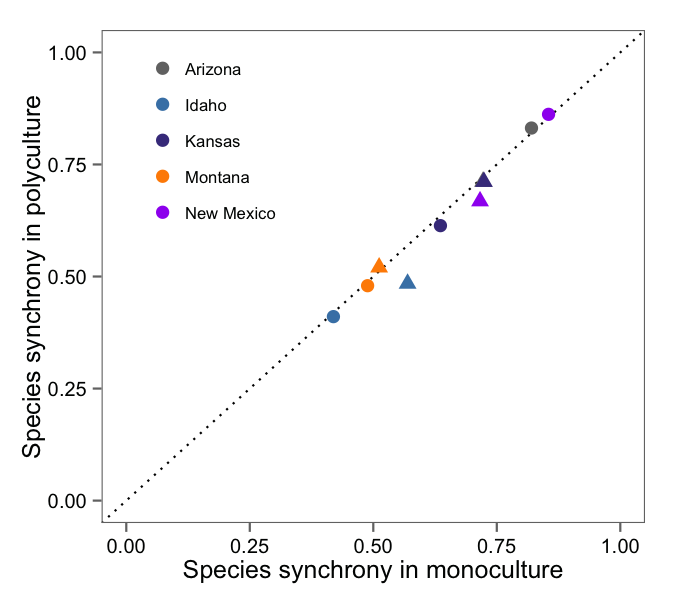 Species synchrony in polyculture
1.00
0.75
0.50
0.25
0.00
Arizona
Idaho
Kansas
Montana
New Mexico
0.00 0.25 0.50 0.75 1.00
Species synchrony in monoculture